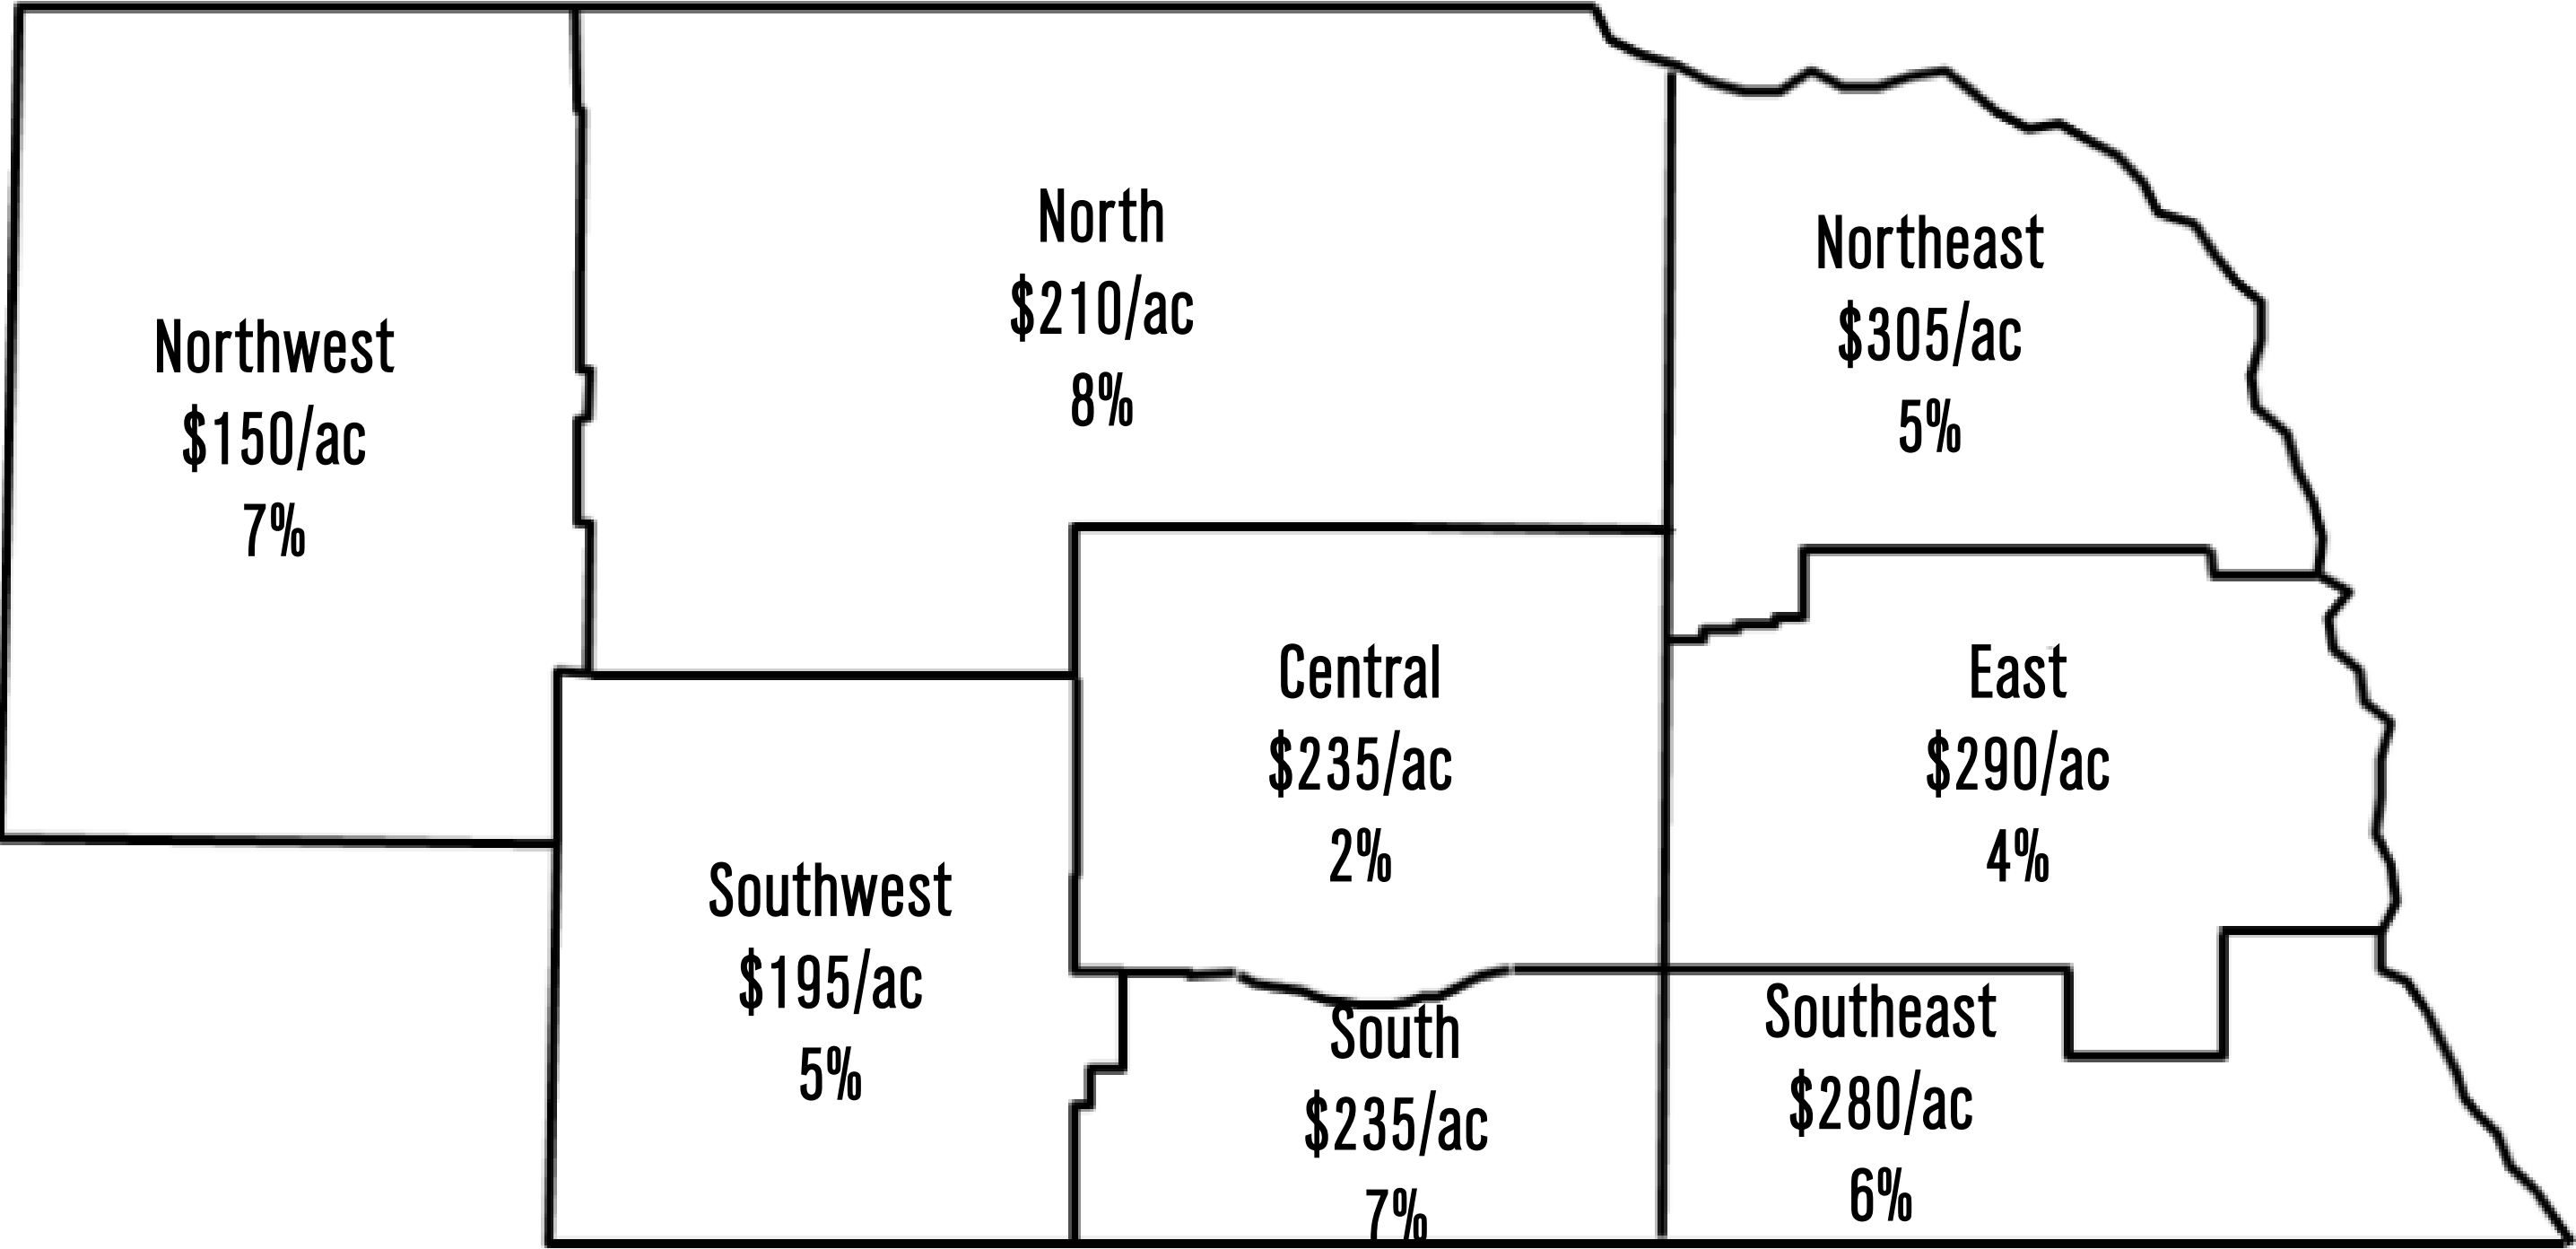 Northwest
$150/ac
7%
North
$210/ac
8%
Northeast
$305/ac
5%
Southwest
$195/ac
5%
Central
$235/ac
2%
East
$290/ac
4%
South
$235/ac
7%
Southeast
$280/ac
6%